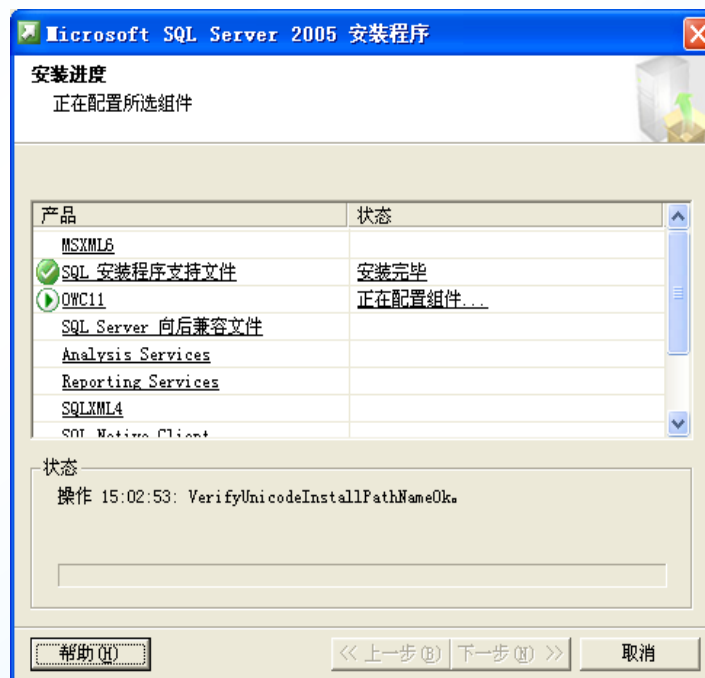 Microsoft SQL Server 2005 安装程序
安装进度
正在配置所选组件
产品 状态
MSXML6
SQL 安装程序支持文件 安装完毕
OWC11 正在配置组件...
SQL Server 向后兼容文件
Analysis Services
Reporting Services
SQLXML4
SQL Native Client
状态
操作 15:02:53: VerifyUnicodeInstallPathNameOk。
帮助(H) << 上一步(B) 下一步(N) >> 取消